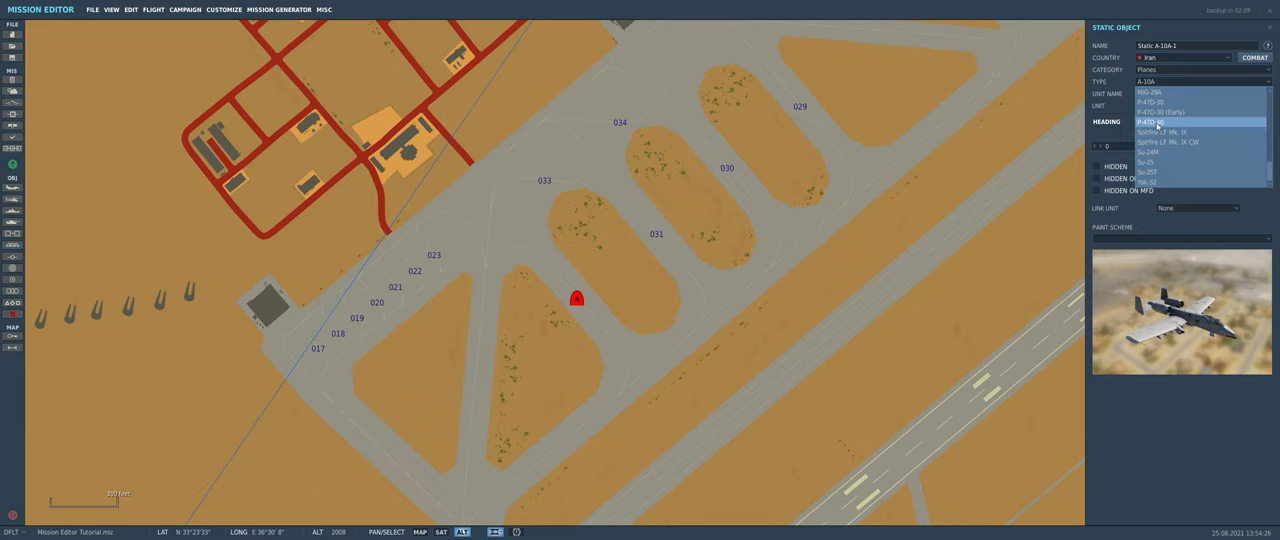 MISSION EDITOR
FILE VIEW EDIT FLIGHT CAMPAIGN CUSTOMIZE MISSION GENERATOR MISC
backup in 02:09
FILE
MIS
OBJ
MAP
029
034
030
033
031
023
022
021
020
019
018
017
A
300 feet
STATIC OBJECT
NAME Static A-10A-1 ?
COUNTRY Iran COMBAT
CATEGORY Planes
TYPE A-10A
UNIT NAME
UNIT
HEADING
MiG-29A
P-47D-30
P-47D-30 (Early)
P-47D-40
Spitfire LF Mk. IX
Spitfire LF Mk. IX CW
Su-24M
Su-25
Su-25T
Yak-52
< > 0
HIDDEN
HIDDEN O
HIDDEN ON MFD
LINK UNIT None
PAINT SCHEME
DFLT Mission Editor Tutorial.miz LAT N 33°23'33" LONG E 36°30' 8" ALT 2008 PAN/SELECT MAP SAT ALT 25.08.2021 13:54:26